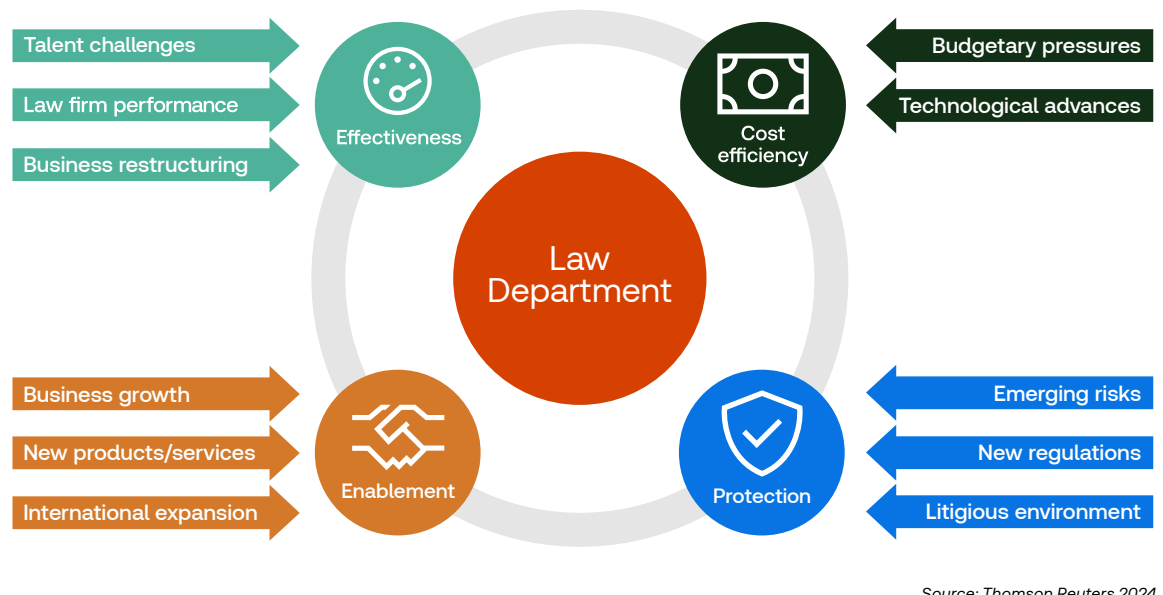 Talent challenges
Law firm performance
Business restructuring
Effectiveness
Cost
efficiency
Budgetary pressures
Technological advances
Law
Department
Business growth
New products/services
International expansion
Enablement
Protection
Emerging risks
New regulations
Litigious environment
Source: Thomson Reuters 2024